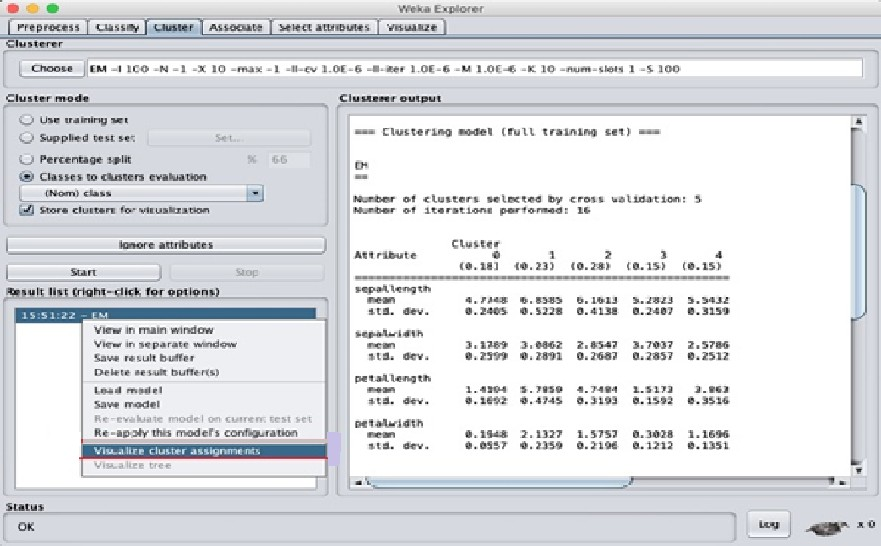 Weka Explorer
Preprocess Classify Cluster Associate Select attributes Visualize
Clusterer
Choose EM -I 100 -N -1 -X 10 -max -1 -ll-cv 1.0E-6 -ll-iter 1.0E-6 -M 1.0E-6 -K 10 -num-slots 1 -S 100
Cluster mode
Use training set
Supplied test set Set...
Percentage split % 66
Classes to clusters evaluation
(Nom) class
Store clusters for visualization
Ignore attributes
Start Stop
Result list (right-click for options)
15:51:22 - EM
View in main window
View in separate window
Save result buffer
Delete result buffer(s)
Load model
Save model
Re-evaluate model on current test set
Re-apply this model's configuration
Visualize cluster assignments
Visualize tree
Clusterer output
=== Clustering model (full training set) ===
EM
==
Number of clusters selected by cross validation: 5
Number of iterations performed: 16
Cluster
Attribute 0 1 2 3 4
(0.18) (0.23) (0.28) (0.15) (0.15)
sepallength
mean 4.7748 6.8585 6.1613 5.2823 5.5432
std. dev. 0.2405 0.5228 0.4138 0.2407 0.3159
sepalwidth
mean 3.1789 3.0862 2.8547 3.7037 2.5786
std. dev. 0.2599 0.2891 0.2687 0.2857 0.2512
petallength
mean 5.7859 4.7484 1.5173 3.863
std. dev. 0.1692 0.4745 0.3193 0.1592 0.3516
petalwidth
mean 0.1948 2.1327 1.5757 0.3028 1.1696
std. dev. 0.0557 0.2359 0.2196 0.1212 0.1351
Status
OK
Log x 0